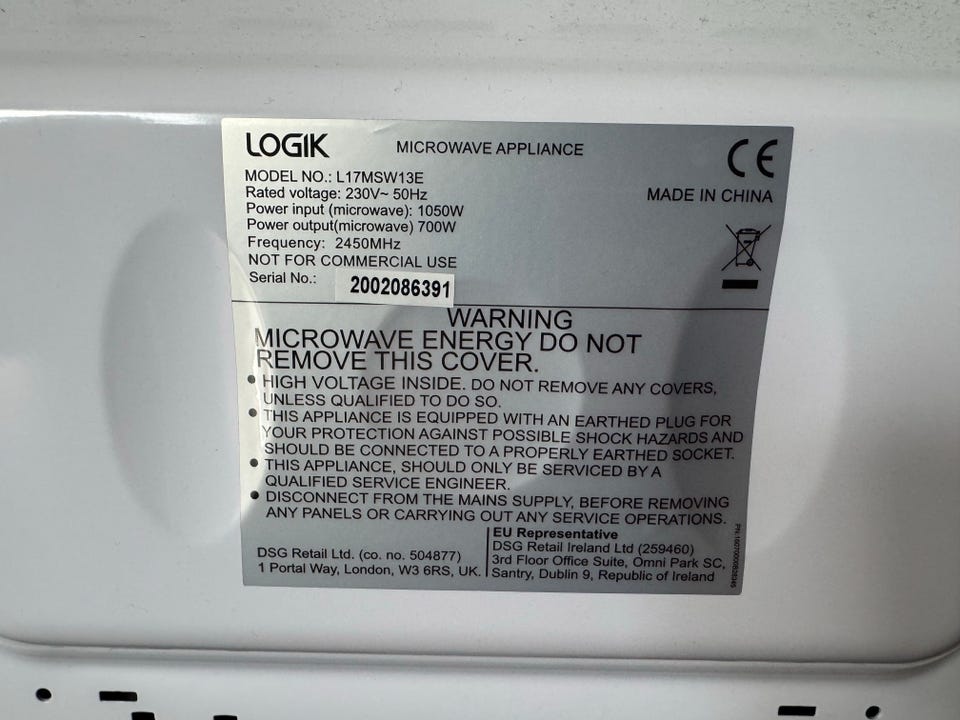 LOGIK
MICROWAVE APPLIANCE
CE
MODEL NO.: L17MSW13E
Rated voltage: 230V~ 50Hz
Power input (microwave): 1050W
Power output(microwave) 700W
Frequency: 2450MHz
NOT FOR COMMERCIAL USE
Serial No.: 2002086391
MADE IN CHINA
WARNING
MICROWAVE ENERGY DO NOT
REMOVE THIS COVER.
• HIGH VOLTAGE INSIDE. DO NOT REMOVE ANY COVERS,
UNLESS QUALIFIED TO DO SO.
• THIS APPLIANCE IS EQUIPPED WITH AN EARTHED PLUG FOR
YOUR PROTECTION AGAINST POSSIBLE SHOCK HAZARDS AND
SHOULD BE CONNECTED TO A PROPERLY EARTHED SOCKET.
• THIS APPLIANCE, SHOULD ONLY BE SERVICED BY A
QUALIFIED SERVICE ENGINEER.
• DISCONNECT FROM THE MAINS SUPPLY, BEFORE REMOVING
ANY PANELS OR CARRYING OUT ANY SERVICE OPERATIONS.
DSG Retail Ltd. (co. no. 504877)
1 Portal Way, London, W3 6RS, UK.
EU Representative
DSG Retail Ireland Ltd (259460)
3rd Floor Office Suite, Omni Park SC,
Santry, Dublin 9, Republic of Ireland